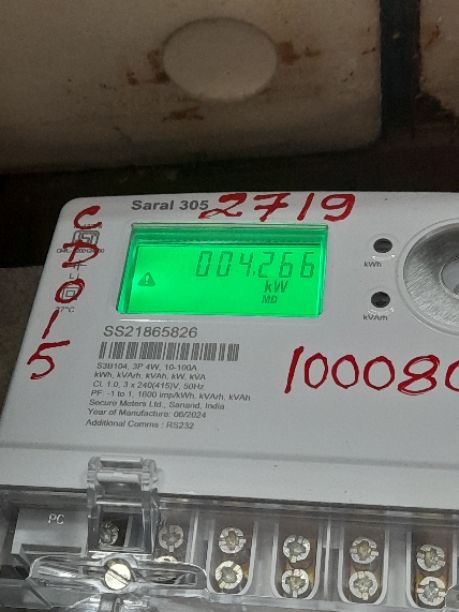 Saral 305
2719
CD015
004.266
kW
MD
kWh
kVArh
SS21865826
S3B104, 3P 4W, 10-100A
kWh, kVArh, kVAh, kW, kVA
Cl. 1.0, 3 x 240(415)V, 50Hz
PF: -1 to 1, 1600 imp/kWh, kVArh, kVAh
Secure Meters Ltd., Sanand, India
Year of Manufacture: 06/2024
Additional Comms : RS232
100080
PC